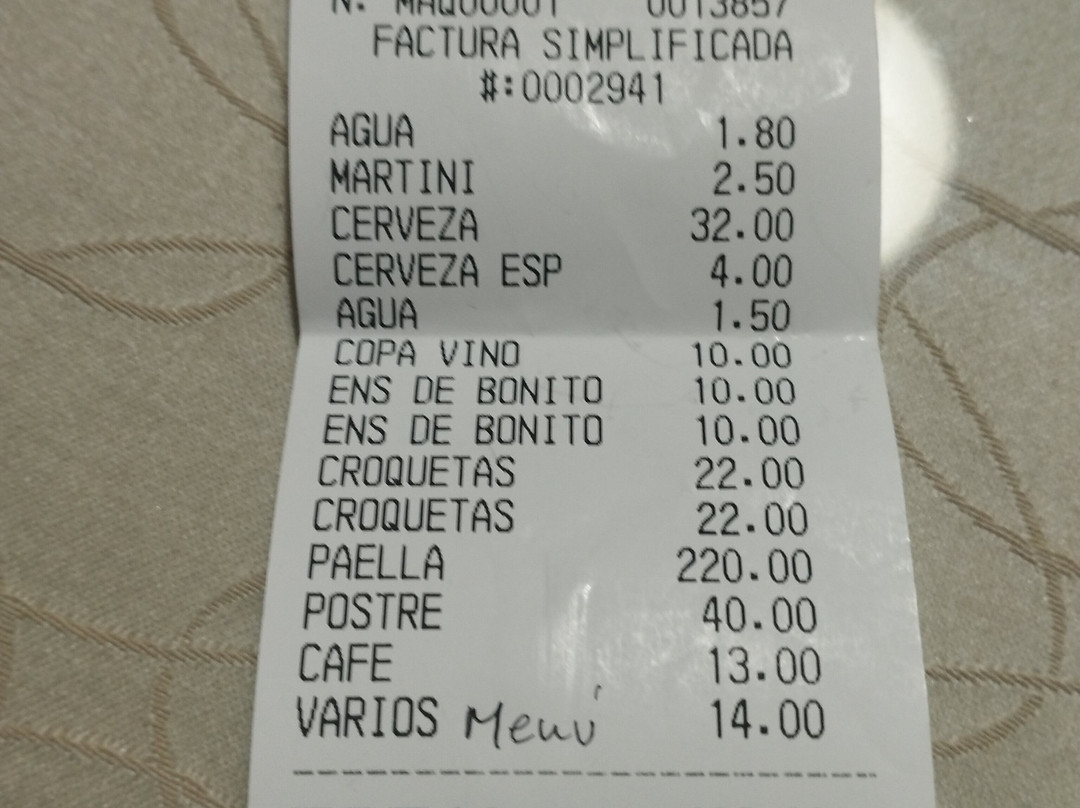 N. MAQ00001 0013857
FACTURA SIMPLIFICADA
#:0002941
AGUA 1.80
MARTINI 2.50
CERVEZA 32.00
CERVEZA ESP 4.00
AGUA 1.50
COPA VINO 10.00
ENS DE BONITO 10.00
ENS DE BONITO 10.00
CROQUETAS 22.00
CROQUETAS 22.00
PAELLA 220.00
POSTRE 40.00
CAFE 13.00
VARIOS Menú 14.00